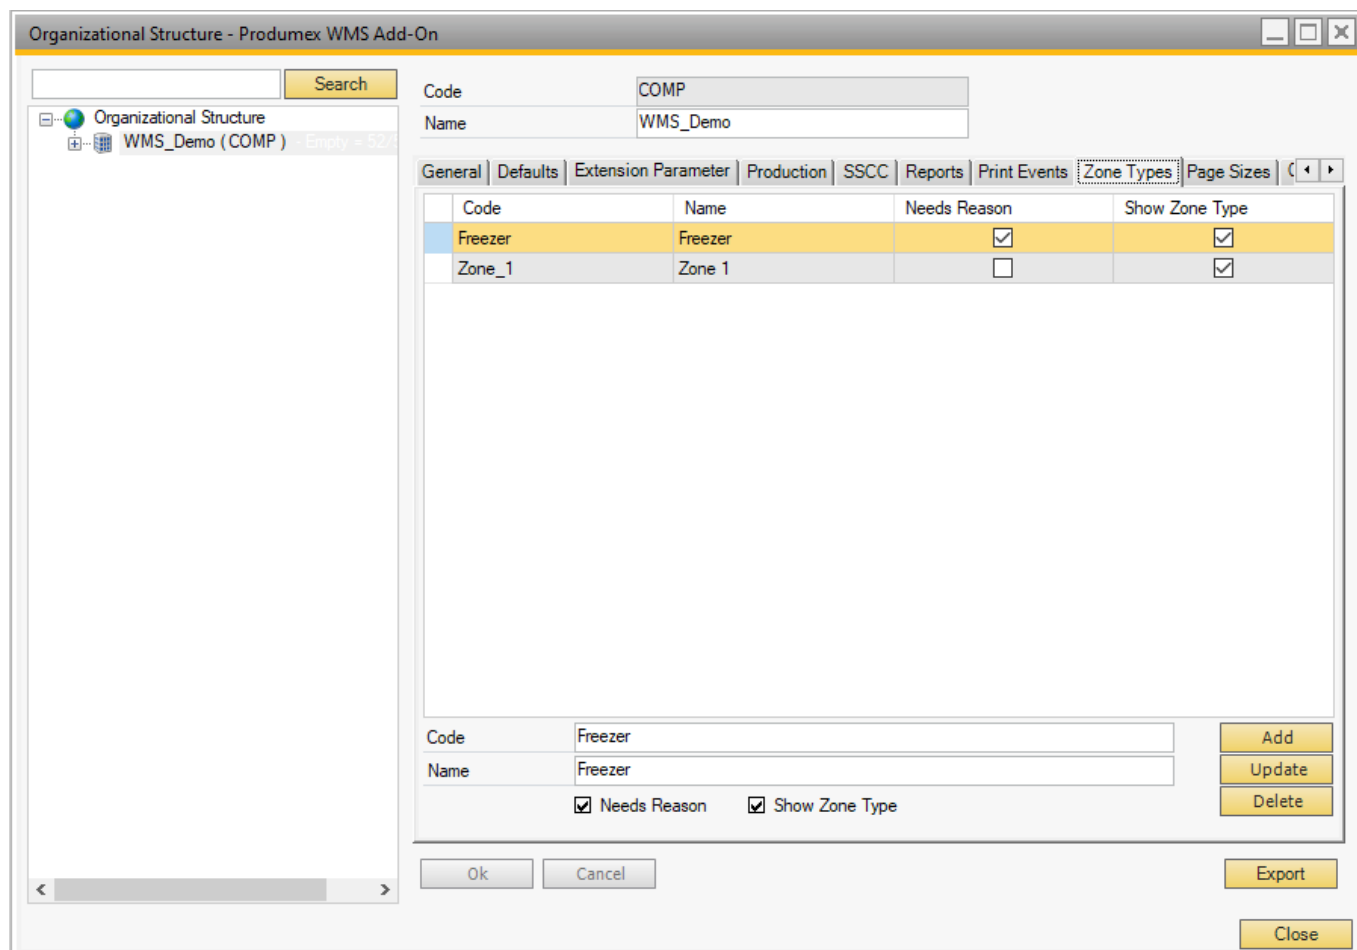 Organizational Structure - Produmex WMS Add-On
Search
Organizational Structure
WMS_Demo ( COMP ) - Empty = 52/
Code COMP
Name WMS_Demo
General Defaults Extension Parameter Production SSCC Reports Print Events Zone Types Page Sizes
Code Name Needs Reason Show Zone Type
Freezer Freezer
Zone_1 Zone 1
Code Freezer Add
Name Freezer Update
Needs Reason Show Zone Type Delete
Ok Cancel Export
Close